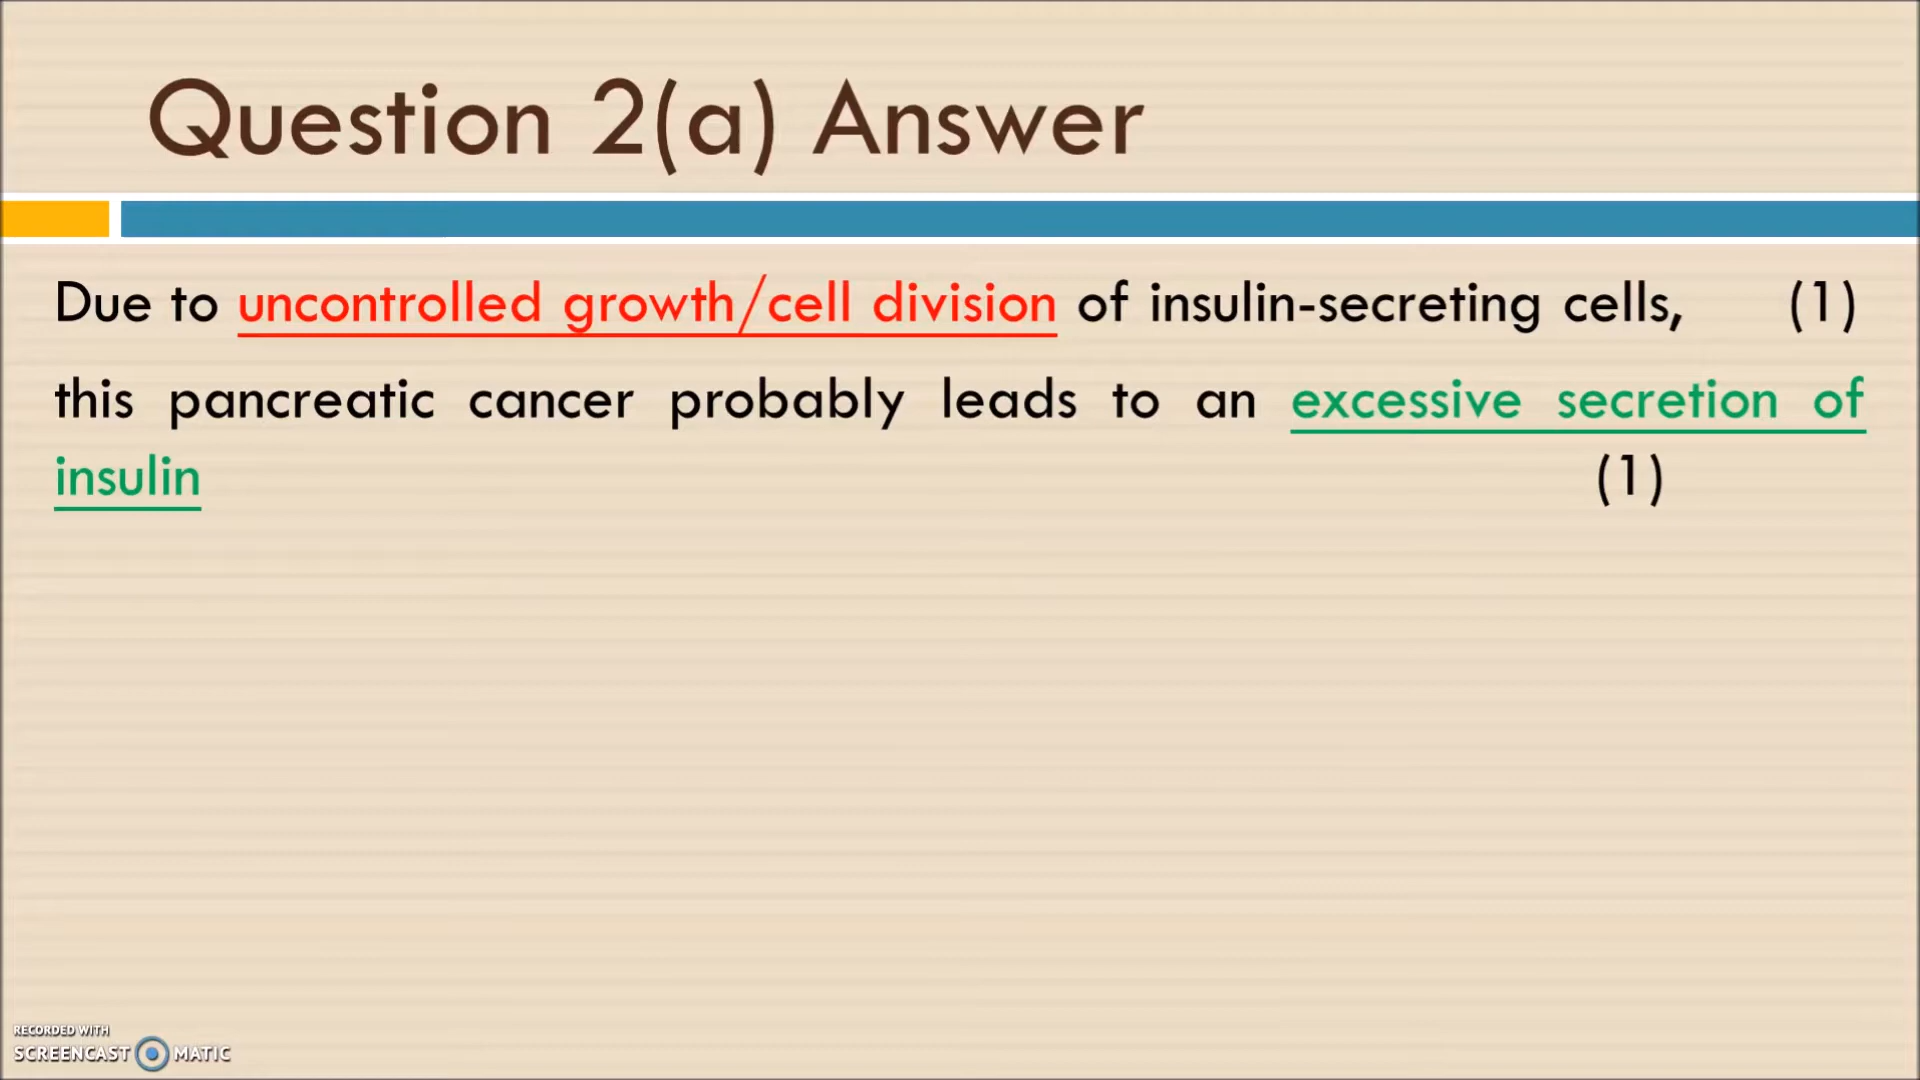 Question 2(a) Answer
Due to uncontrolled growth/cell division of insulin-secreting cells, (1)
this pancreatic cancer probably leads to an excessive secretion of
insulin (1)
RECORDED WITH
SCREENCAST MATIC